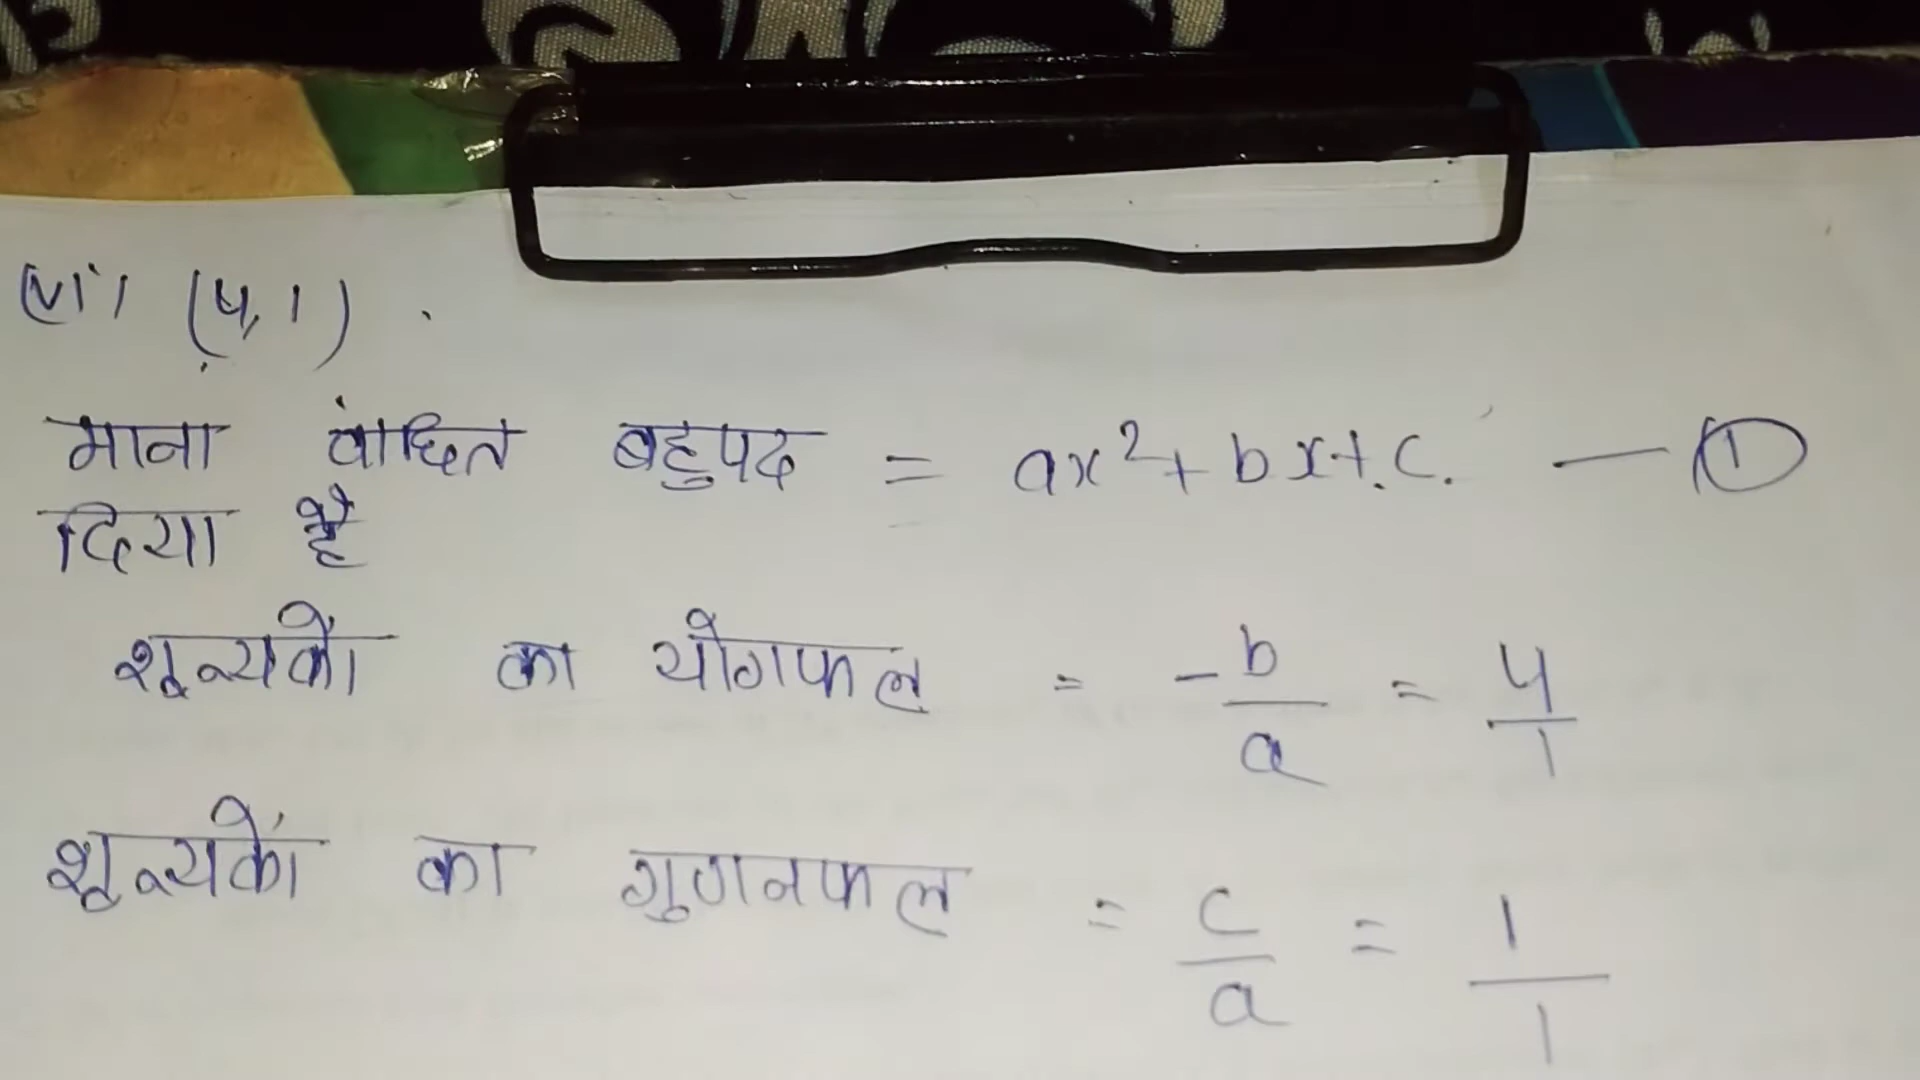 (vi) (4, 1)
माना वांछित बहुपद = ax²+bx+c. — ①
दिया है
शून्यकों का योगफल = -b/a = 4/1
शून्यकों का गुणनफल = c/a = 1/1